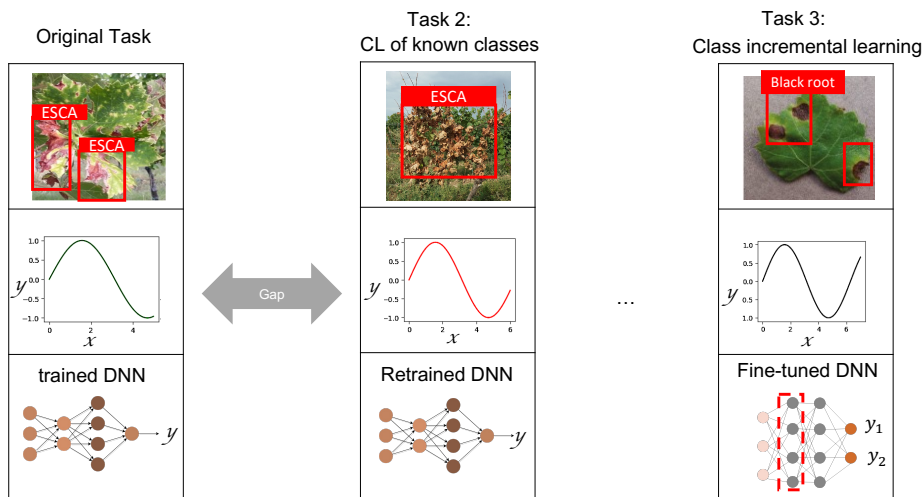 Original Task
Task 2:
CL of known classes
Task 3:
Class incremental learning
ESCA
ESCA
ESCA
Black root
1.0
0.5
0.0
−0.5
−1.0
y
0
2
4
x
Gap
1.0
0.5
0.0
−0.5
−1.0
y
0
2
4
6
x
...
1.0
0.5
0.0
−0.5
−1.0
y
0
2
4
6
x
trained DNN
y
Retrained DNN
y
Fine-tuned DNN
y1
y2